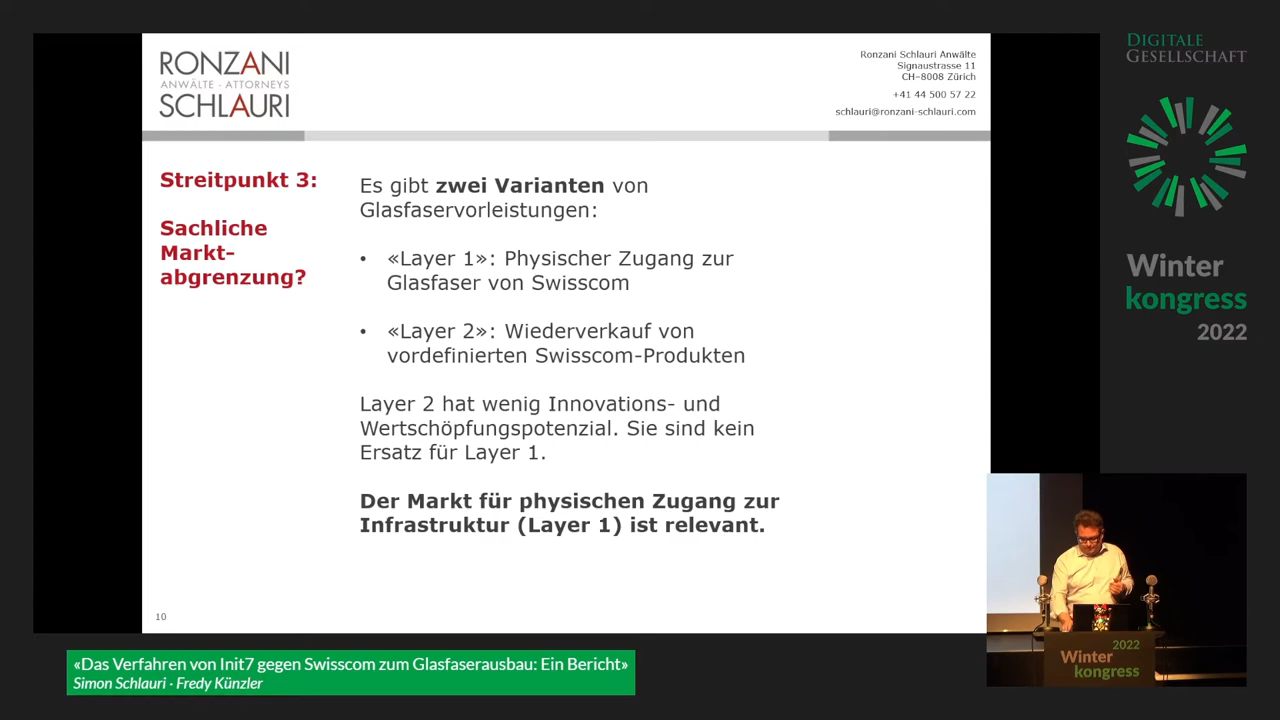 RONZANI
ANWÄLTE · ATTORNEYS
SCHLAURI
Ronzani Schlauri Anwälte
Signaustrasse 11
CH–8008 Zürich
+41 44 500 57 22
schlauri@ronzani-schlauri.com
Streitpunkt 3:
Sachliche
Markt-
abgrenzung?
Es gibt zwei Varianten von
Glasfaservorleistungen:
• «Layer 1»: Physischer Zugang zur
Glasfaser von Swisscom
• «Layer 2»: Wiederverkauf von
vordefinierten Swisscom-Produkten
Layer 2 hat wenig Innovations- und
Wertschöpfungspotenzial. Sie sind kein
Ersatz für Layer 1.
Der Markt für physischen Zugang zur
Infrastruktur (Layer 1) ist relevant.
10
DIGITALE
GESELLSCHAFT
Winter
kongress
2022
2022
Winter
kongress
«Das Verfahren von Init7 gegen Swisscom zum Glasfaserausbau: Ein Bericht»
Simon Schlauri · Fredy Künzler